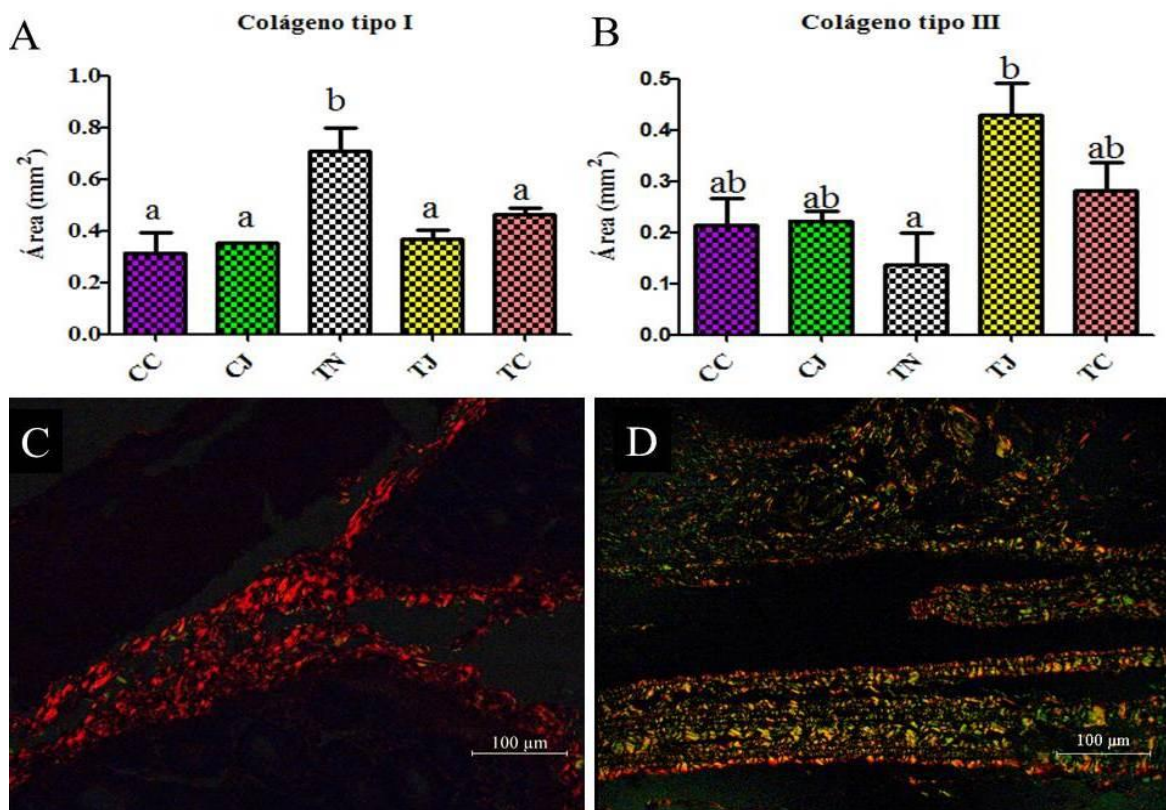 A
Colágeno tipo I
Área (mm²)
1.0
0.8
0.6
0.4
0.2
0.0
a
a
b
a
a
CC
CJ
TN
TJ
TC
B
Colágeno tipo III
Área (mm²)
0.5
0.4
0.3
0.2
0.1
0.0
ab
ab
a
b
ab
CC
CJ
TN
TJ
TC
C
100 µm
D
100 µm